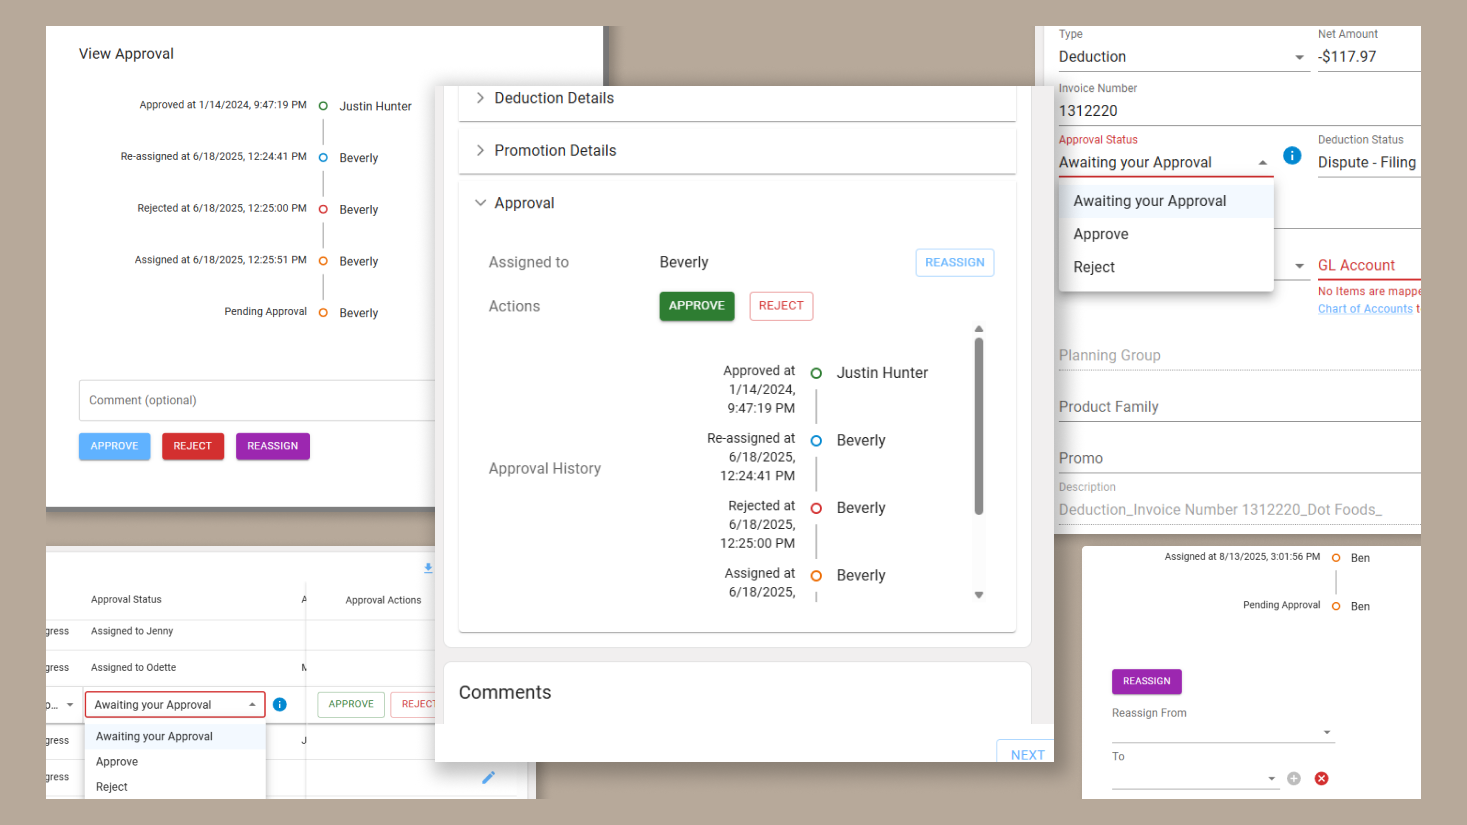 View Approval
Approved at 1/14/2024, 9:47:19 PM Justin Hunter
Re-assigned at 6/18/2025, 12:24:41 PM Beverly
Rejected at 6/18/2025, 12:25:00 PM Beverly
Assigned at 6/18/2025, 12:25:51 PM Beverly
Pending Approval Beverly
Comment (optional)
APPROVE REJECT REASSIGN
Approval Status A Approval Actions
gress Assigned to Jenny
gress Assigned to Odette
o... Awaiting your Approval APPROVE REJECT
gress Awaiting your Approval J
Approve
gress
Reject
Deduction Details
Promotion Details
Approval
Assigned to Beverly REASSIGN
Actions APPROVE REJECT
Approval History
Approved at
1/14/2024,
9:47:19 PM
Justin Hunter
Re-assigned at
6/18/2025,
12:24:41 PM
Beverly
Rejected at
6/18/2025,
12:25:00 PM
Beverly
Assigned at
6/18/2025,
Beverly
Comments
NEXT
Type Net Amount
Deduction -$117.97
Invoice Number
1312220
Approval Status Deduction Status
Awaiting your Approval Dispute - Filing
Awaiting your Approval
Approve
Reject
GL Account
No Items are mappe
Chart of Accounts t
Planning Group
Product Family
Promo
Description
Deduction_Invoice Number 1312220_Dot Foods_
Assigned at 8/13/2025, 3:01:56 PM Ben
Pending Approval Ben
REASSIGN
Reassign From
To